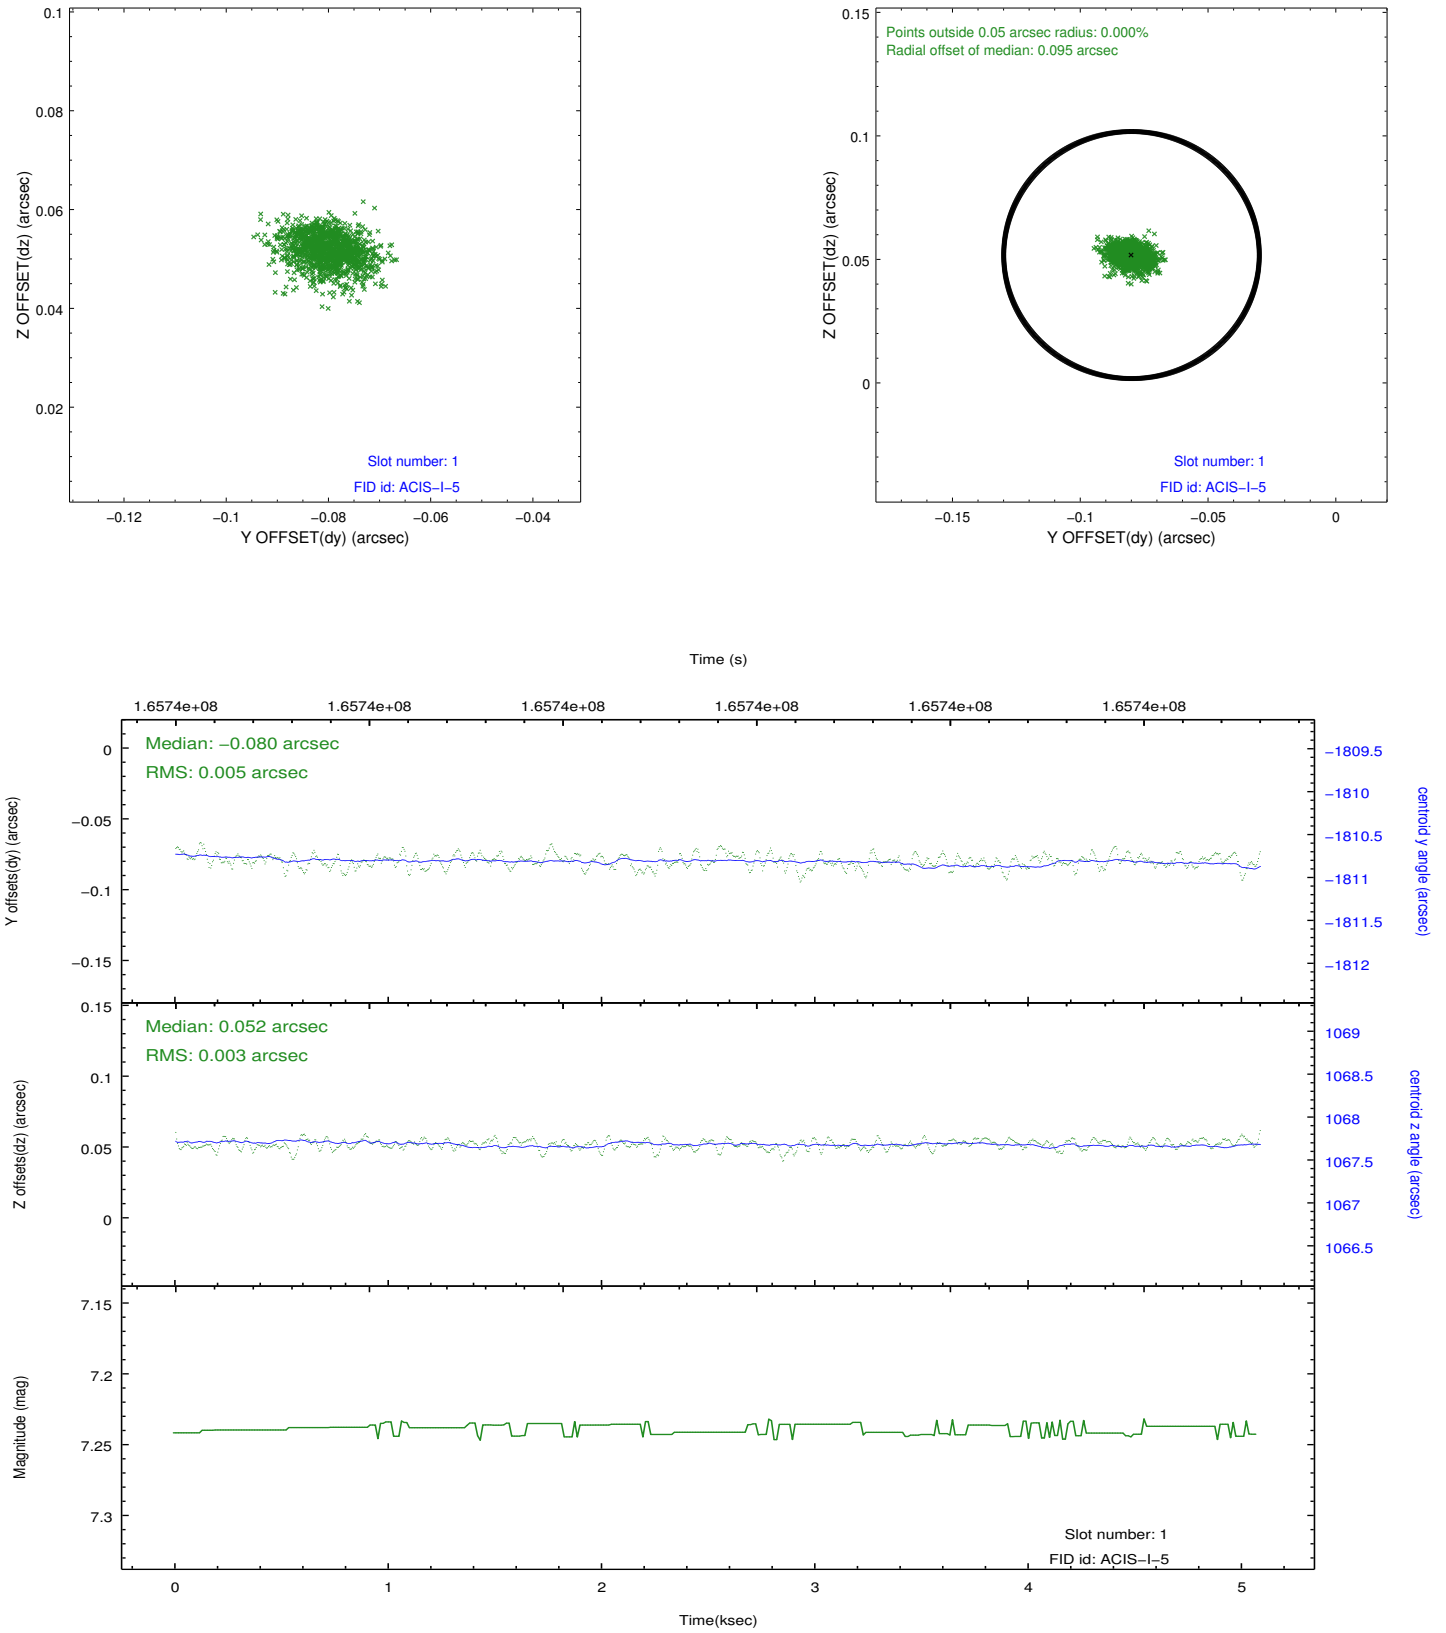 0.1
0.08
0.06
0.04
0.02
Z OFFSET(dz) (arcsec)
Slot number: 1
FID id: ACIS−I−5
−0.12 −0.1 −0.08 −0.06 −0.04
Y OFFSET(dy) (arcsec)
Points outside 0.05 arcsec radius: 0.000%
Radial offset of median: 0.095 arcsec
0.15
0.1
0.05
0
Z OFFSET(dz) (arcsec)
Slot number: 1
FID id: ACIS−I−5
−0.15 −0.1 −0.05 0
Y OFFSET(dy) (arcsec)
Time (s)
1.6574e+08 1.6574e+08 1.6574e+08 1.6574e+08 1.6574e+08 1.6574e+08
Median: −0.080 arcsec
RMS: 0.005 arcsec
0
−0.05
−0.1
−0.15
Y offsets(dy) (arcsec)
−1809.5
−1810
−1810.5
−1811
−1811.5
−1812
centroid y angle (arcsec)
Median: 0.052 arcsec
RMS: 0.003 arcsec
0.15
0.1
0.05
0
Z offsets(dz) (arcsec)
1069
1068.5
1068
1067.5
1067
1066.5
centroid z angle (arcsec)
7.15
7.2
7.25
7.3
Magnitude (mag)
Slot number: 1
FID id: ACIS−I−5
0 1 2 3 4 5
Time(ksec)